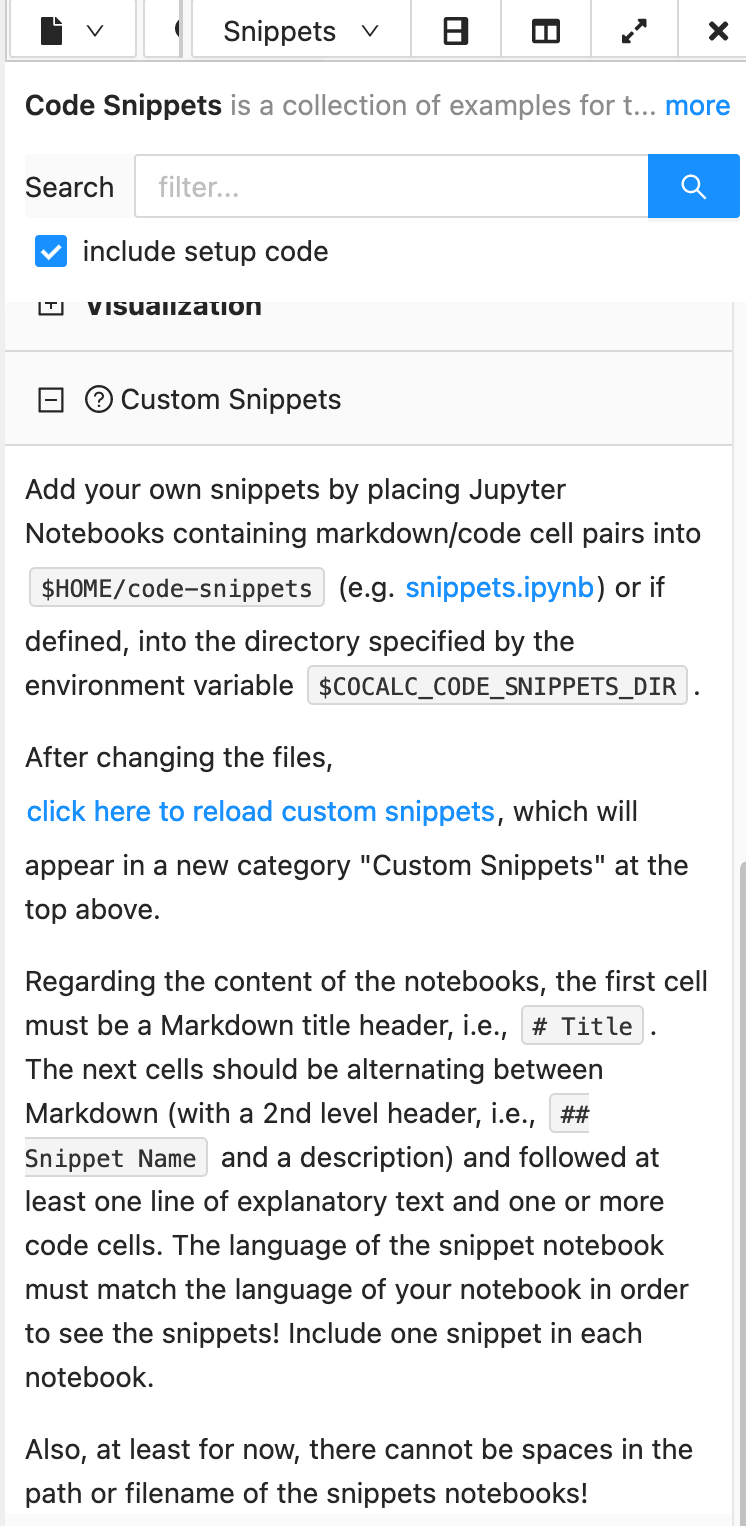 Snippets
Code Snippets is a collection of examples for t... more
Search filter...
include setup code
Visualization
Custom Snippets
Add your own snippets by placing Jupyter
Notebooks containing markdown/code cell pairs into
$HOME/code-snippets (e.g. snippets.ipynb) or if
defined, into the directory specified by the
environment variable $COCALC_CODE_SNIPPETS_DIR .
After changing the files,
click here to reload custom snippets, which will
appear in a new category "Custom Snippets" at the
top above.
Regarding the content of the notebooks, the first cell
must be a Markdown title header, i.e., # Title .
The next cells should be alternating between
Markdown (with a 2nd level header, i.e., ##
Snippet Name and a description) and followed at
least one line of explanatory text and one or more
code cells. The language of the snippet notebook
must match the language of your notebook in order
to see the snippets! Include one snippet in each
notebook.
Also, at least for now, there cannot be spaces in the
path or filename of the snippets notebooks!